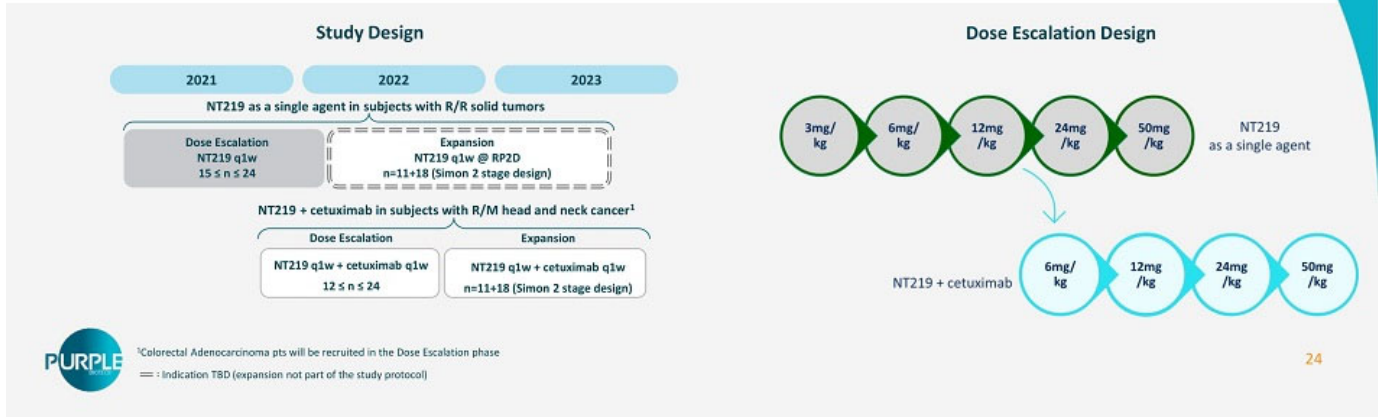 Study Design
2021
2022
2023
NT219 as a single agent in subjects with R/R solid tumors
Dose Escalation
NT219 q1w
15 ≤ n ≤ 24
Expansion
NT219 q1w @ RP2D
n=11+18 (Simon 2 stage design)
NT219 + cetuximab in subjects with R/M head and neck cancer¹
Dose Escalation
NT219 q1w + cetuximab q1w
12 ≤ n ≤ 24
Expansion
NT219 q1w + cetuximab q1w
n=11+18 (Simon 2 stage design)
PURPLE
¹Colorectal Adenocarcinoma pts will be recruited in the Dose Escalation phase
: Indication TBD (expansion not part of the study protocol)
Dose Escalation Design
3mg/
kg
6mg/
kg
12mg
/kg
24mg
/kg
50mg
/kg
NT219
as a single agent
NT219 + cetuximab
6mg/
kg
12mg
/kg
24mg
/kg
50mg
/kg
24